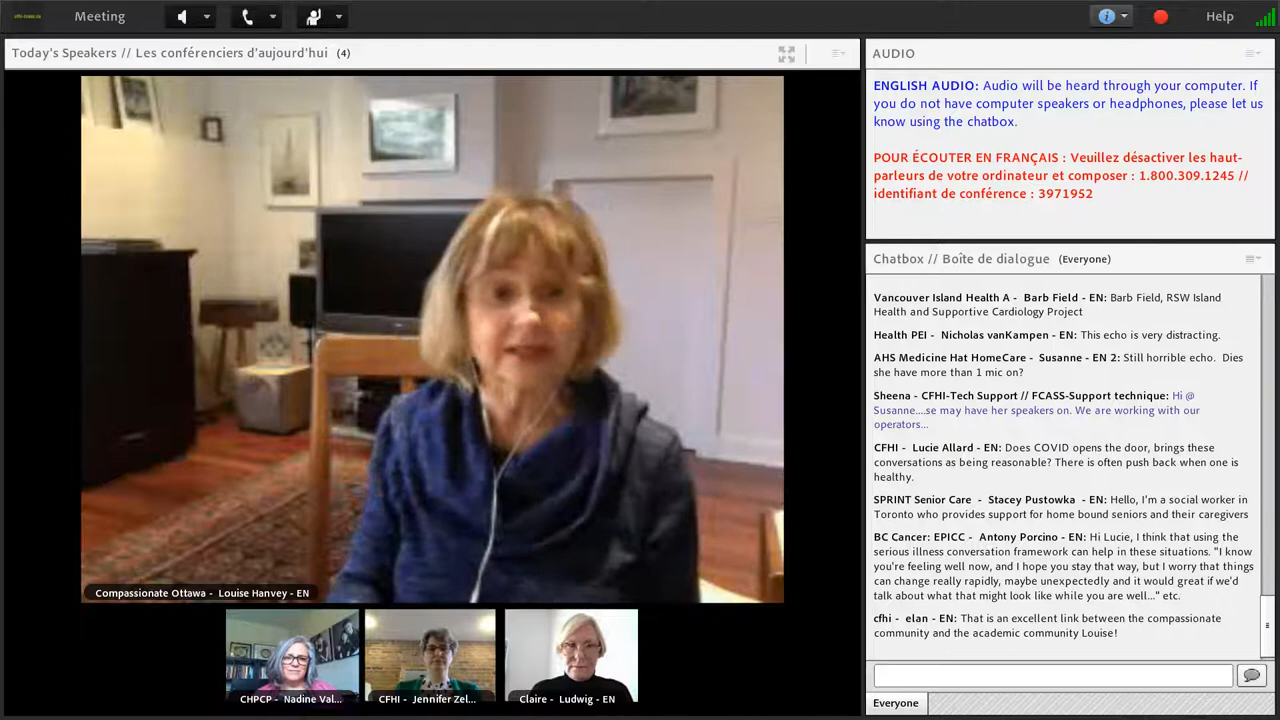 Meeting
Help
Today's Speakers // Les conférenciers d'aujourd'hui (4)
Compassionate Ottawa - Louise Hanvey - EN
CHPCP - Nadine Val...
CFHI - Jennifer Zel...
Claire - Ludwig - EN
AUDIO
ENGLISH AUDIO: Audio will be heard through your computer. If
you do not have computer speakers or headphones, please let us
know using the chatbox.
POUR ÉCOUTER EN FRANÇAIS : Veuillez désactiver les haut-
parleurs de votre ordinateur et composer : 1.800.309.1245 //
identifiant de conférence : 3971952
Chatbox // Boîte de dialogue (Everyone)
Vancouver Island Health A - Barb Field - EN: Barb Field, RSW Island
Health and Supportive Cardiology Project
Health PEI - Nicholas vanKampen - EN: This echo is very distracting.
AHS Medicine Hat HomeCare - Susanne - EN 2: Still horrible echo. Dies
she have more than 1 mic on?
Sheena - CFHI-Tech Support // FCASS-Support technique: Hi @
Susanne....se may have her speakers on. We are working with our
operators...
CFHI - Lucie Allard - EN: Does COVID opens the door, brings these
conversations as being reasonable? There is often push back when one is
healthy.
SPRINT Senior Care - Stacey Pustowka - EN: Hello, I'm a social worker in
Toronto who provides support for home bound seniors and their caregivers
BC Cancer: EPICC - Antony Porcino - EN: Hi Lucie, I think that using the
serious illness conversation framework can help in these situations. "I know
you're feeling well now, and I hope you stay that way, but I worry that things
can change really rapidly, maybe unexpectedly and it would great if we'd
talk about what that might look like while you are well..." etc.
cfhi - elan - EN: That is an excellent link between the compassionate
community and the academic community Louise!
Everyone